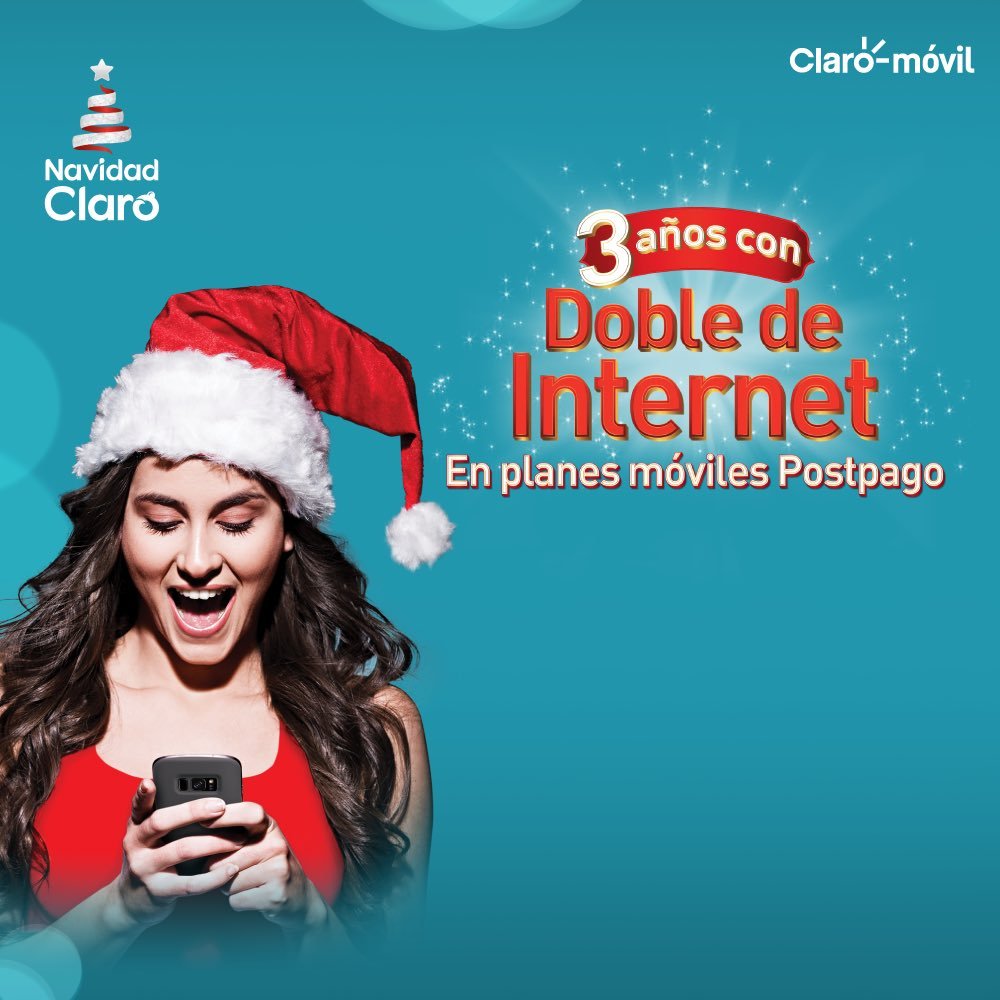 Navidad
Claro
Claro-móvil
3 años con
Doble de
Internet
En planes móviles Postpago